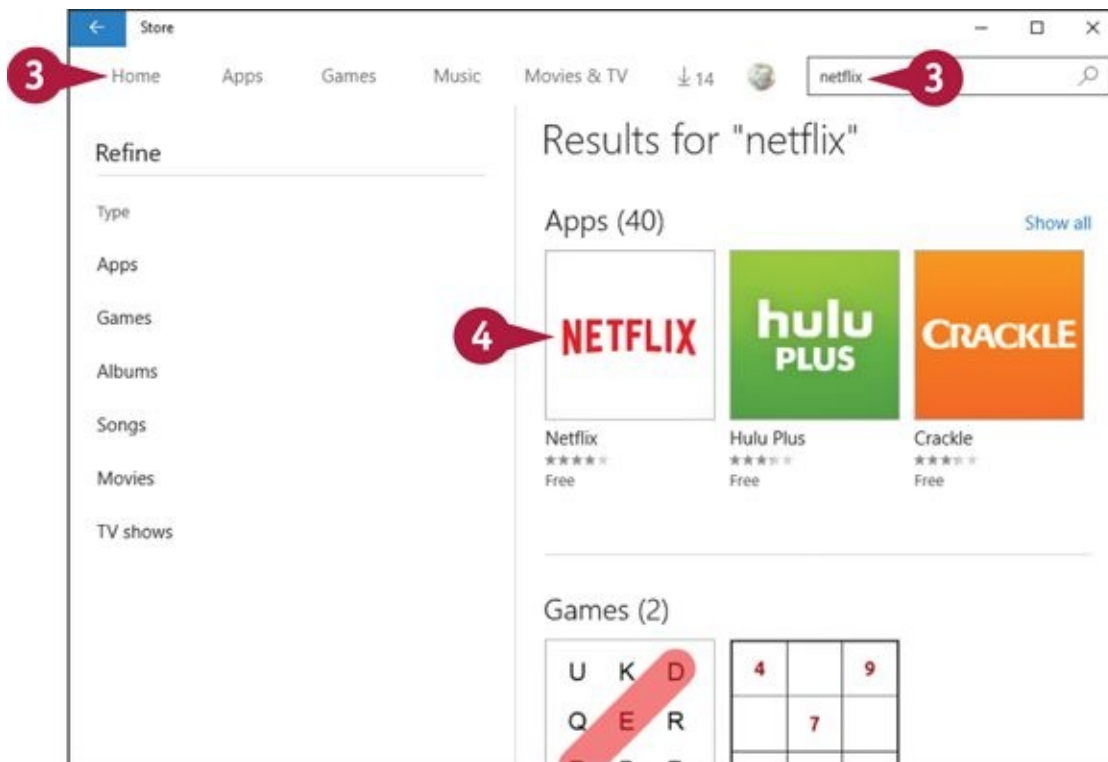 Store
3 Home Apps Games Music Movies & TV 14 netflix 3
Refine
Type
Apps
Games
Albums
Songs
Movies
TV shows
Results for "netflix"
Apps (40) Show all
4 NETFLIX hulu PLUS CRACKLE
Netflix Hulu Plus Crackle
Free Free Free
Games (2)
U K D 4 9
Q E R 7